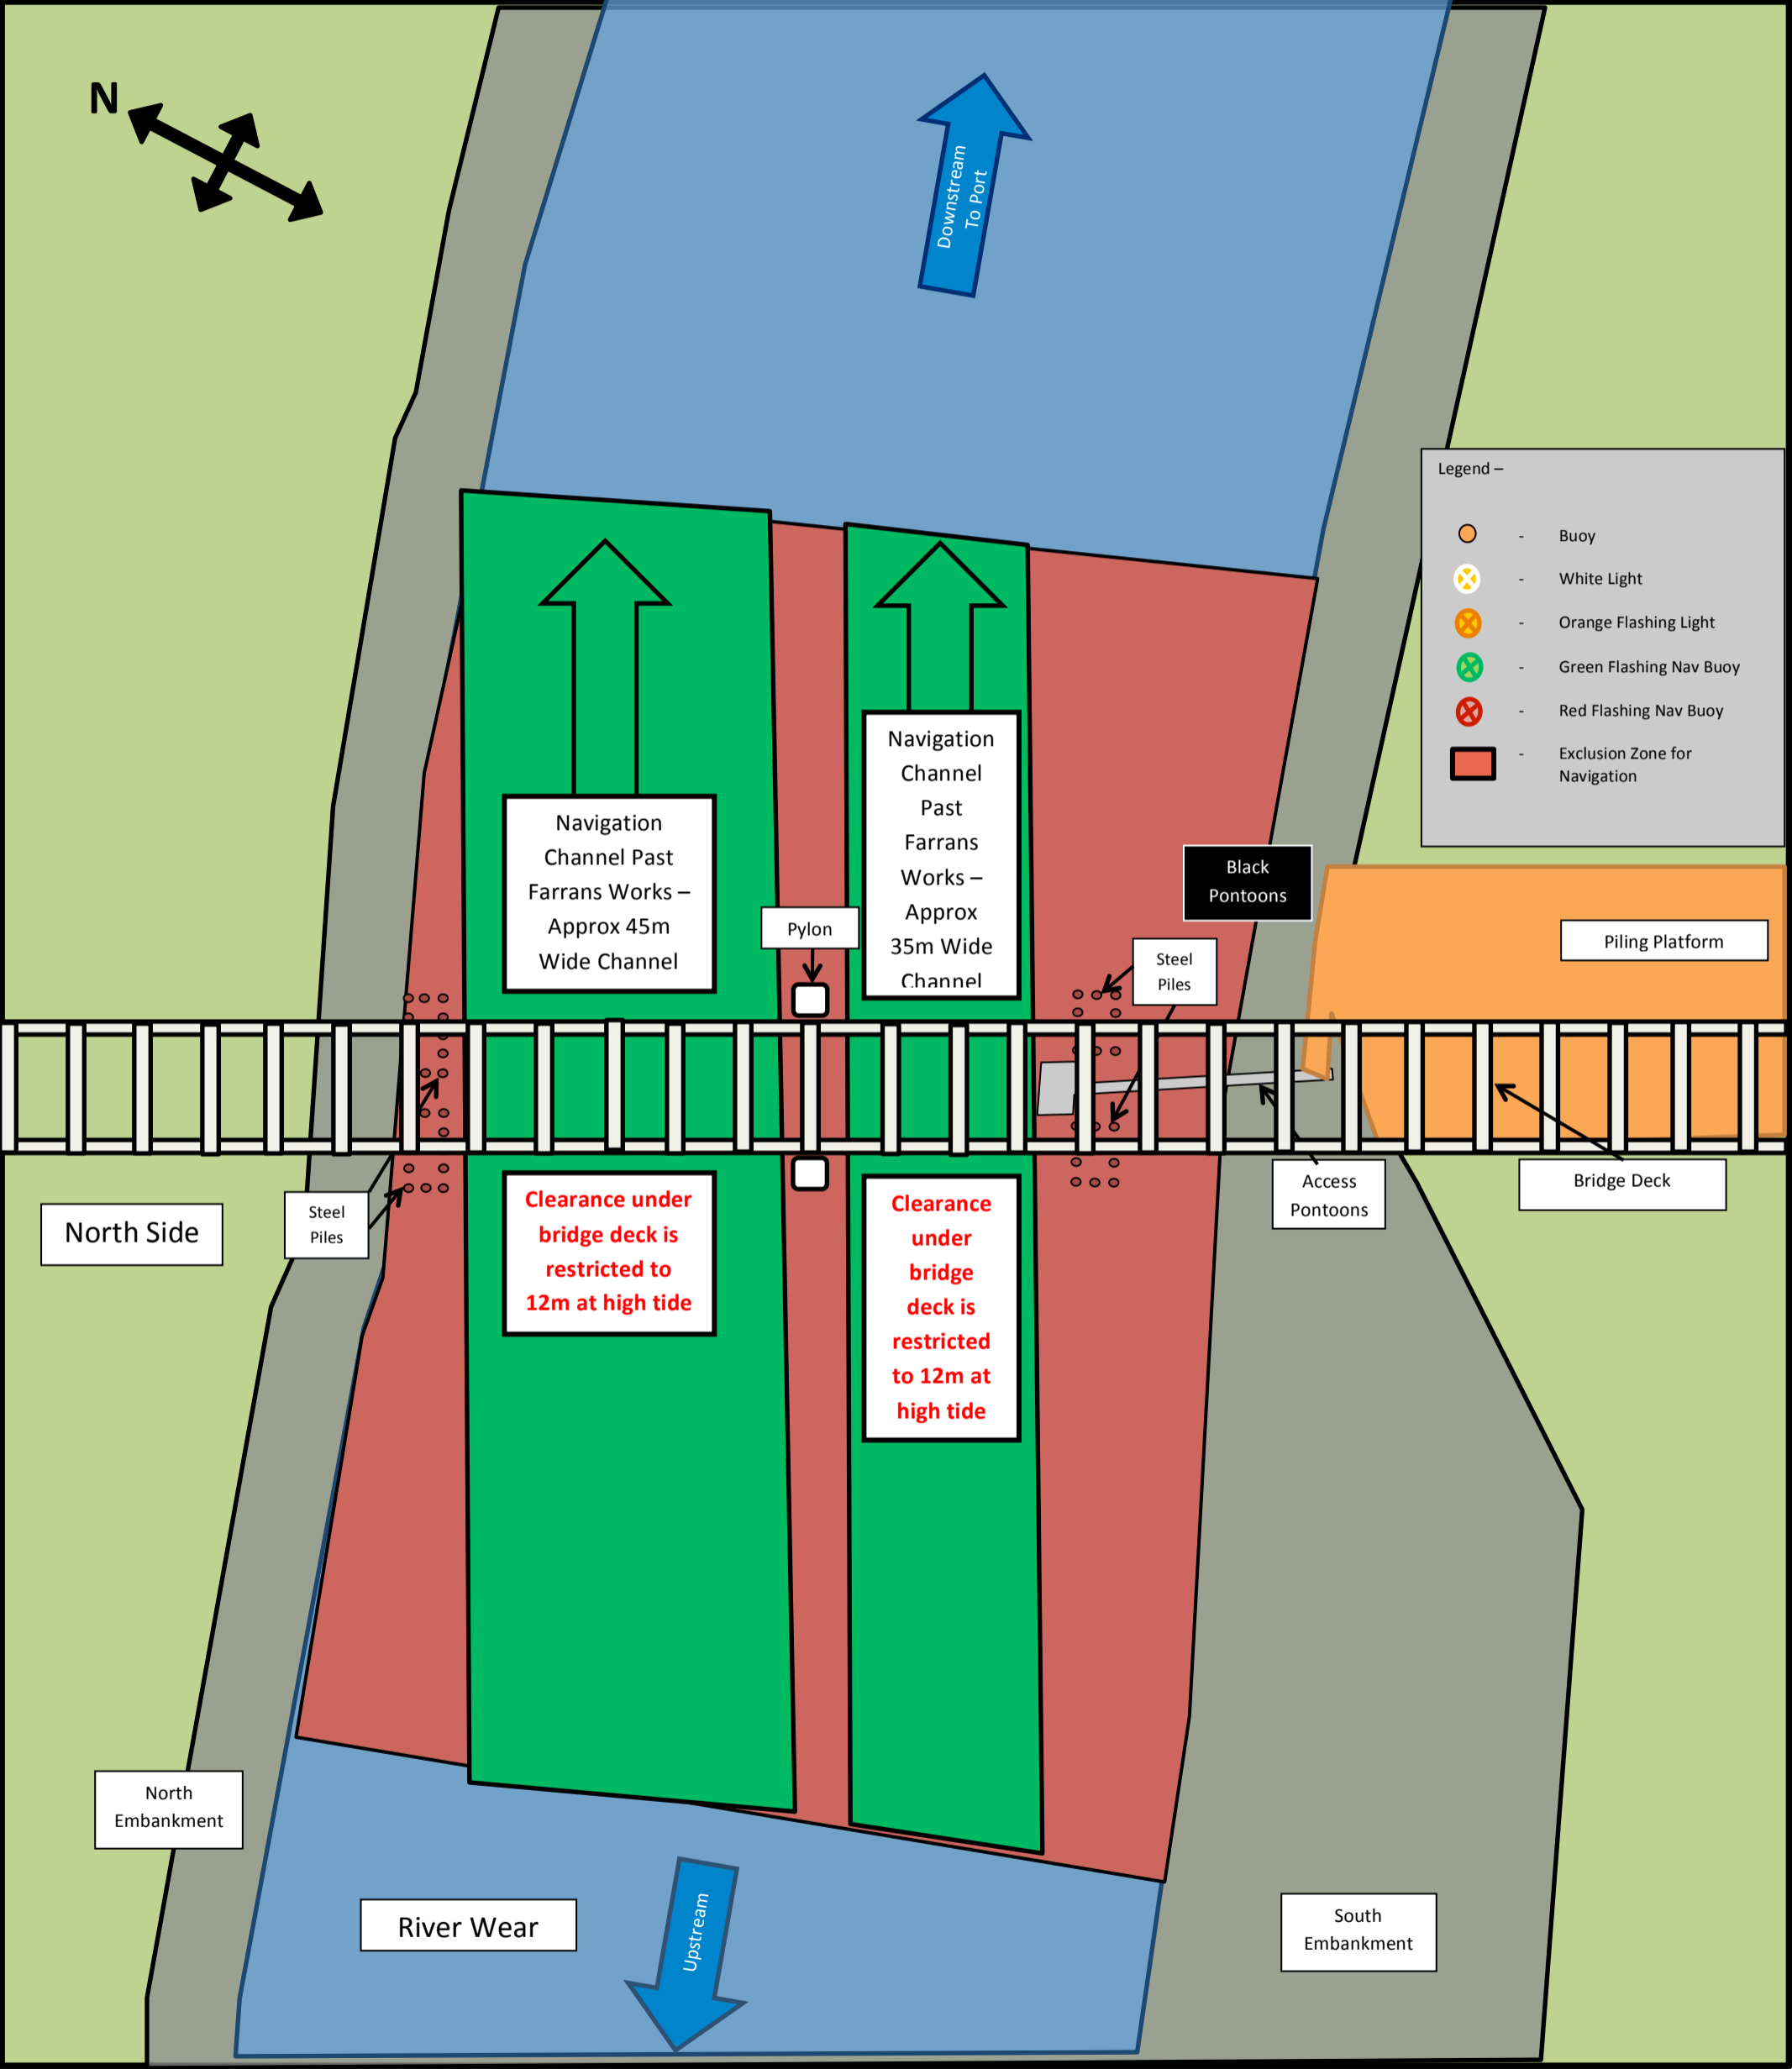 N
Downstream
To Port
Legend –
- Buoy
- White Light
- Orange Flashing Light
- Green Flashing Nav Buoy
- Red Flashing Nav Buoy
- Exclusion Zone for
Navigation
Navigation
Channel Past
Farrans Works –
Approx 45m
Wide Channel
Navigation
Channel
Past
Farrans
Works –
Approx
35m Wide
Channel
Pylon
Black
Pontoons
Steel
Piles
Piling Platform
North Side
Steel
Piles
Clearance under
bridge deck is
restricted to
12m at high tide
Clearance
under
bridge
deck is
restricted
to 12m at
high tide
Access
Pontoons
Bridge Deck
North
Embankment
River Wear
Upstream
South
Embankment